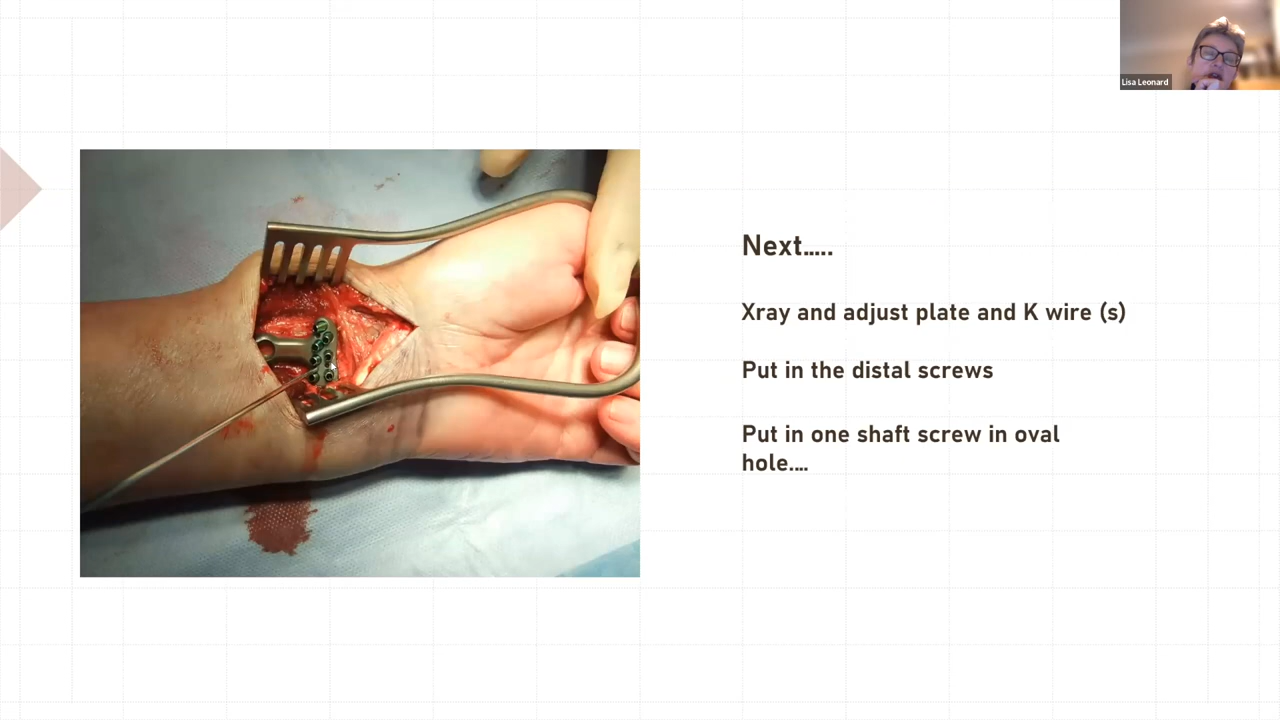 Lisa Leonard
Next.....
Xray and adjust plate and K wire (s)
Put in the distal screws
Put in one shaft screw in oval
hole....